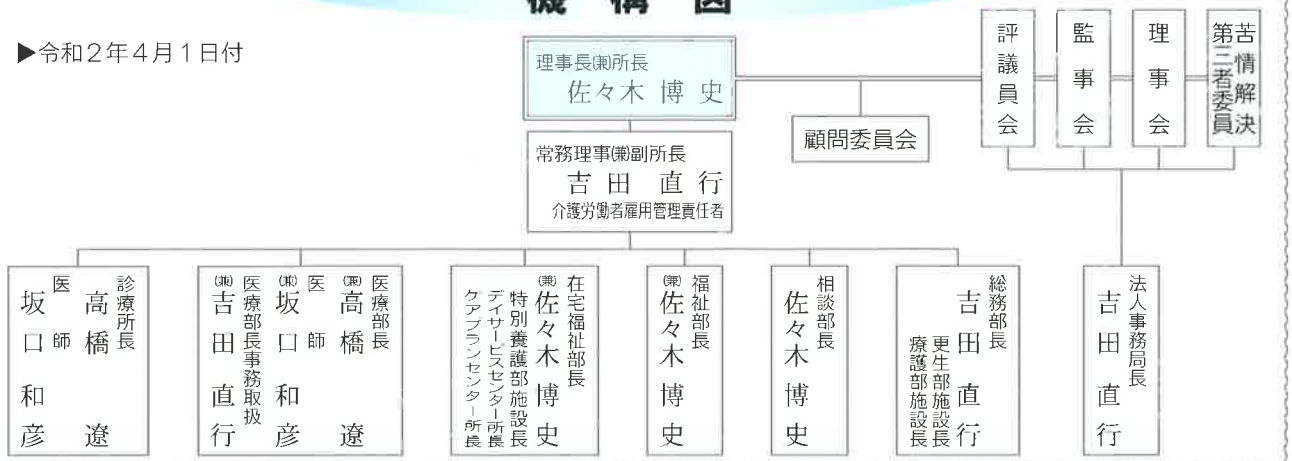 機構図
▶令和2年4月1日付
理事長㈱所長
佐々木博史
常務理事㈱副所長
吉田直行
介護労働者雇用管理責任者
顧問委員会
評議員会
監事会
理事会
苦情解決
第三者委員
診療所長
高橋遼
医師
坂口和彦
医療部長
(兼)高橋遼
医師
(兼)坂口和彦
医療部長事務取扱
(兼)吉田直行
在宅福祉部長
(兼)佐々木博史
特別養護部施設長
デイサービスセンター所長
ケアプランセンター所長
福祉部長
(兼)佐々木博史
相談部長
佐々木博史
総務部長
吉田直行
更生部施設長
療護部施設長
法人事務局長
吉田直行